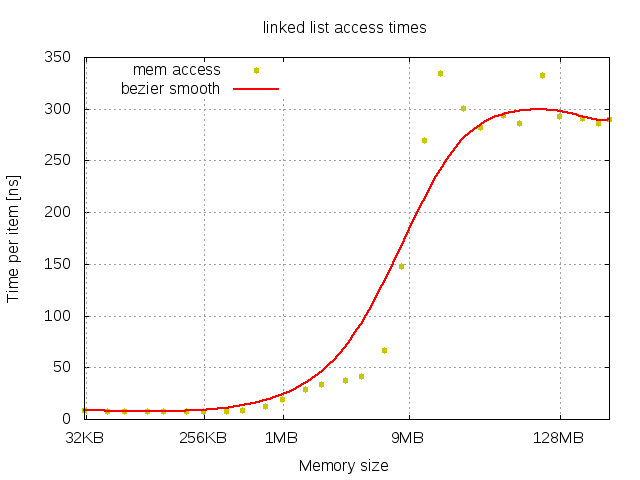 linked list access times
mem access
bezier smooth
350
300
250
200
150
100
50
0
Time per item [ns]
32KB 256KB 1MB 9MB 128MB
Memory size